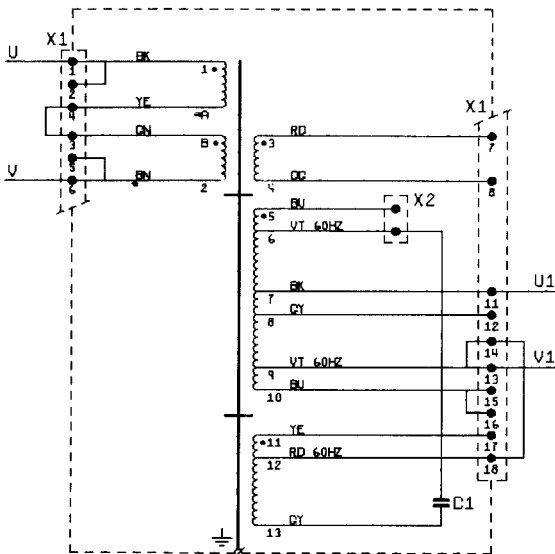 X1
U
BK
1
1
2
YE
4
A
X1
GN
3
B
RD
3
7
5
V
BN
2
6
OG
4
8
BU
5
X2
VT 60HZ
6
BK
U1
7
11
GY
8
12
14
VT 60HZ
V1
9
13
BU
10
15
16
YE
11
17
RD 60HZ
12
18
GY
13